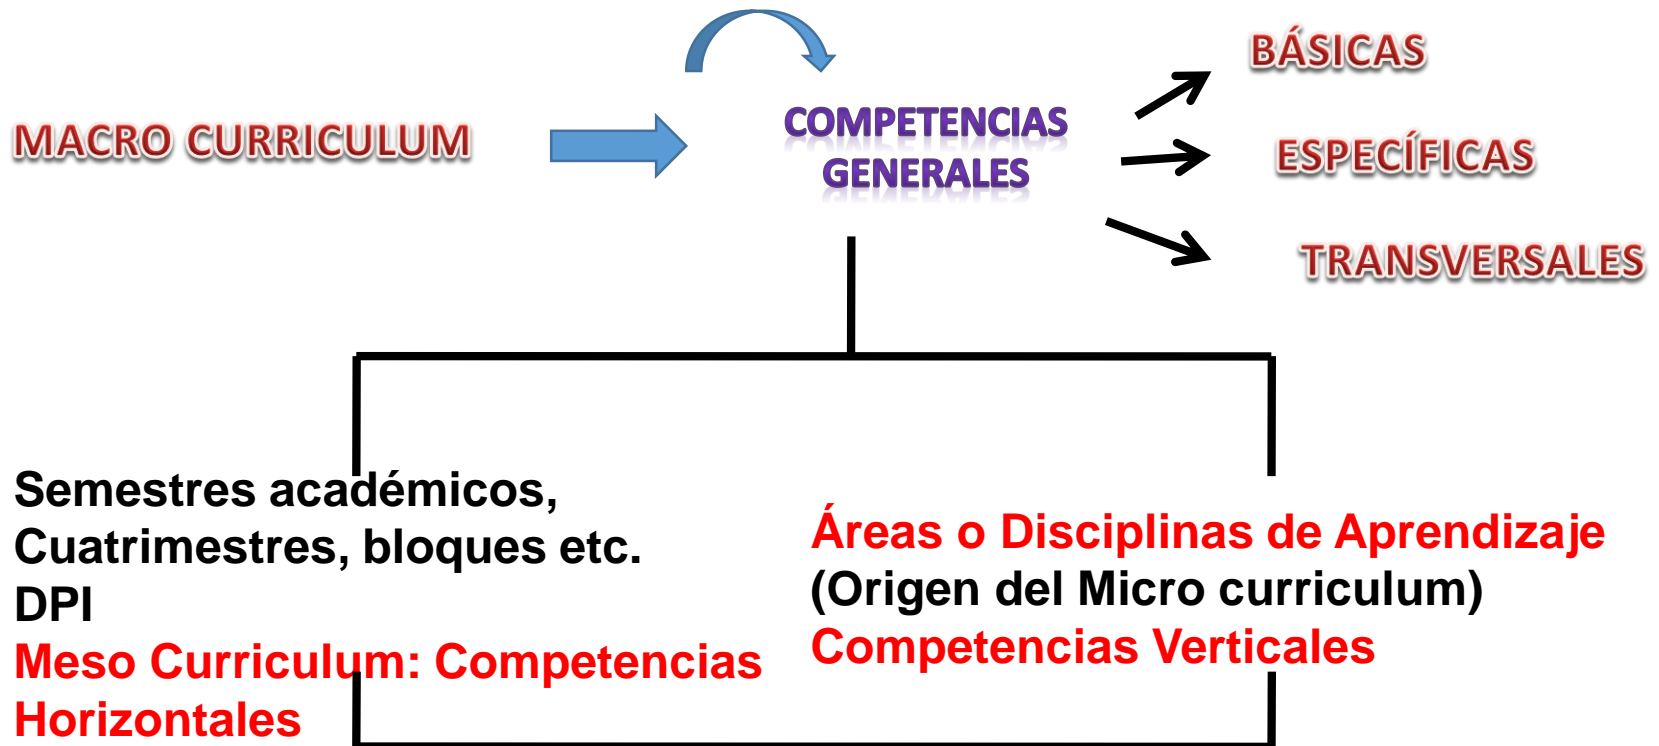 MACRO CURRICULUM
COMPETENCIAS
GENERALES
BÁSICAS
ESPECÍFICAS
TRANSVERSALES
Semestres académicos,
Cuatrimestres, bloques etc.
DPI
Meso Curriculum: Competencias
Horizontales
Áreas o Disciplinas de Aprendizaje
(Origen del Micro curriculum)
Competencias Verticales